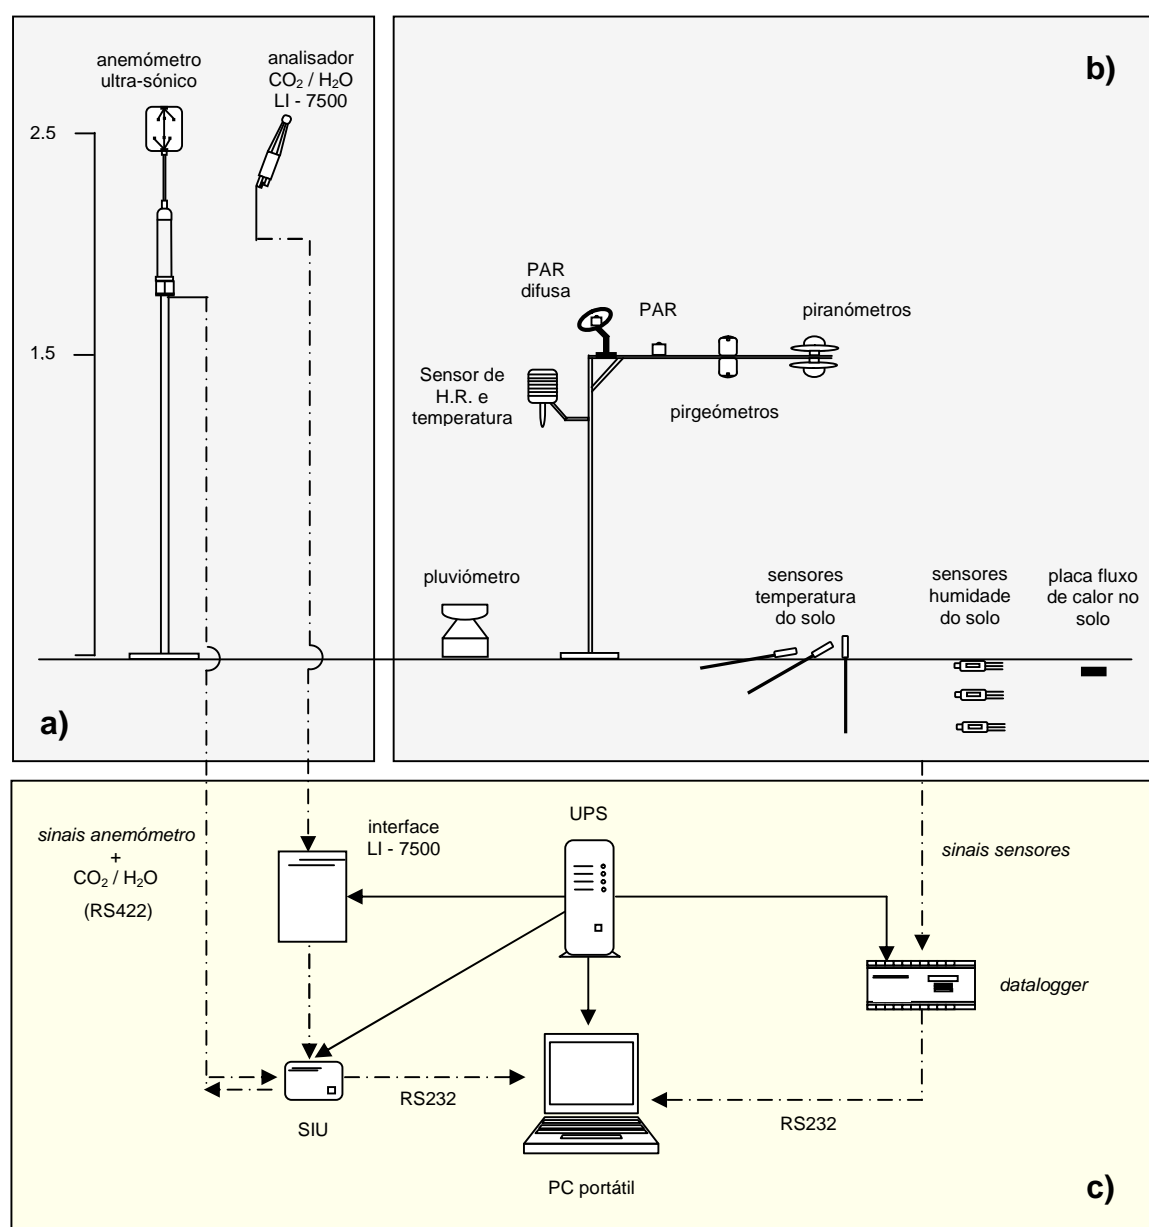 anemómetro
ultra-sónico
analisador
CO₂ / H₂O
LI - 7500
2.5
1.5
a)
b)
PAR
difusa
PAR
piranómetros
Sensor de
H.R. e
temperatura
pirgeómetros
pluviómetro
sensores
temperatura
do solo
sensores
humidade
do solo
placa fluxo
de calor no
solo
sinais anemómetro
+
CO₂ / H₂O
(RS422)
interface
LI - 7500
UPS
sinais sensores
datalogger
RS232
SIU
RS232
PC portátil
c)